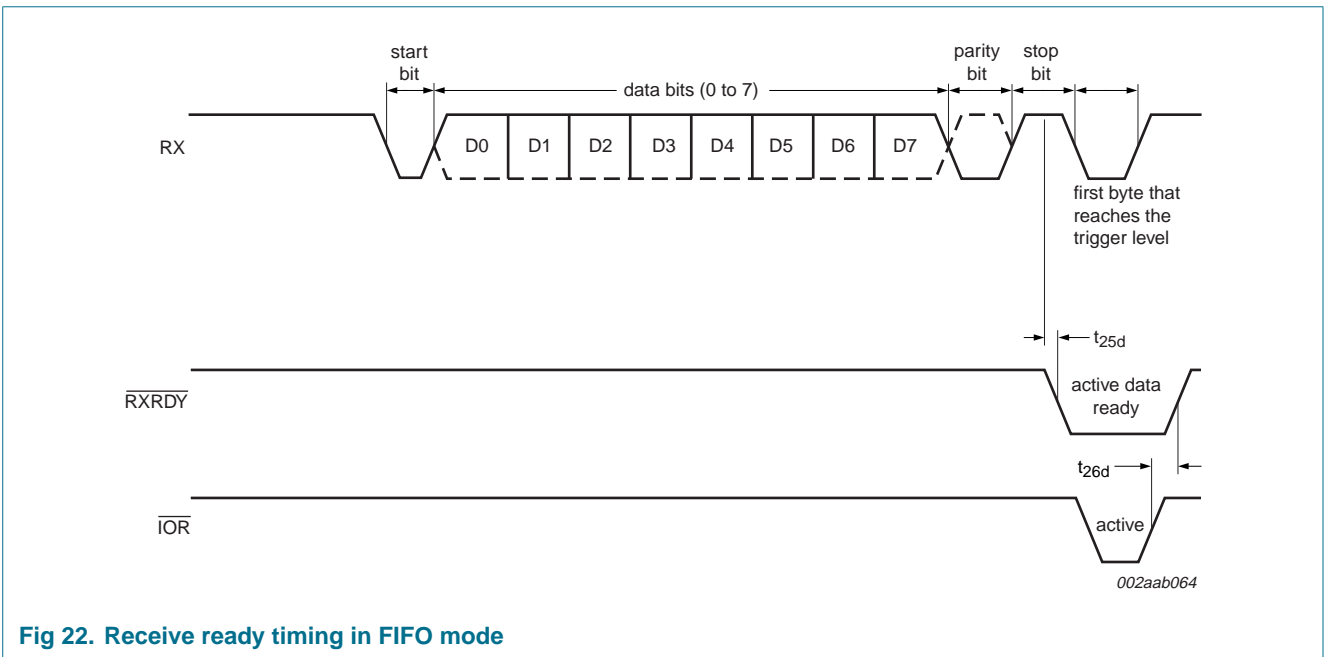 start
bit
data bits (0 to 7)
parity
bit
stop
bit
RX
D0 D1 D2 D3 D4 D5 D6 D7
first byte that
reaches the
trigger level
t25d
RXRDY
active data
ready
t26d
IOR
active
002aab064
Fig 22. Receive ready timing in FIFO mode